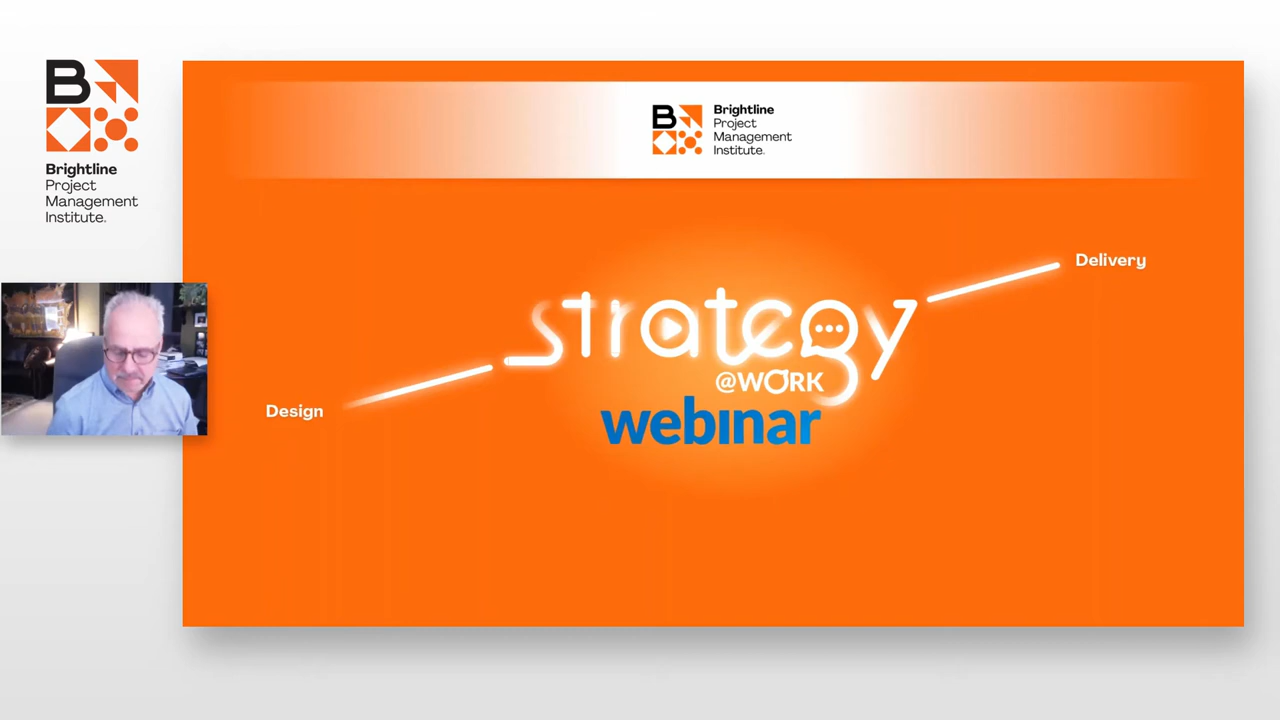 Brightline
Project
Management
Institute.
Brightline
Project
Management
Institute.
Delivery
strategy
@WORK
webinar
Design